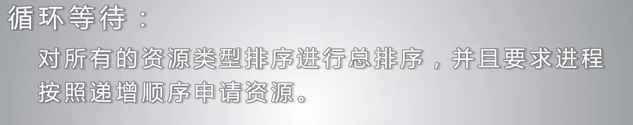 循环等待：
对所有的资源类型排序进行总排序，并且要求进程
按照递增顺序申请资源。